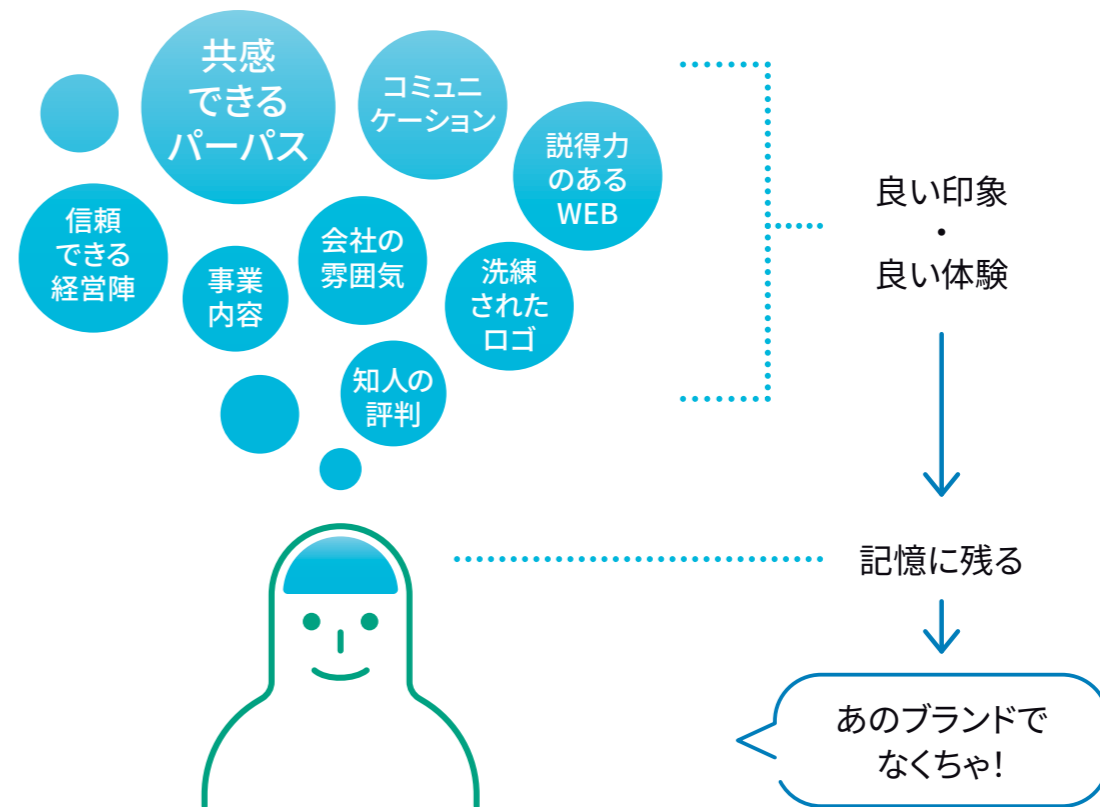 共感
できる
パーパス
コミュニ
ケーション
説得力
のある
WEB
信頼
できる
経営陣
事業
内容
会社の
雰囲気
洗練
された
ロゴ
知人の
評判
良い印象
・
良い体験
記憶に残る
あのブランドで
なくちゃ!